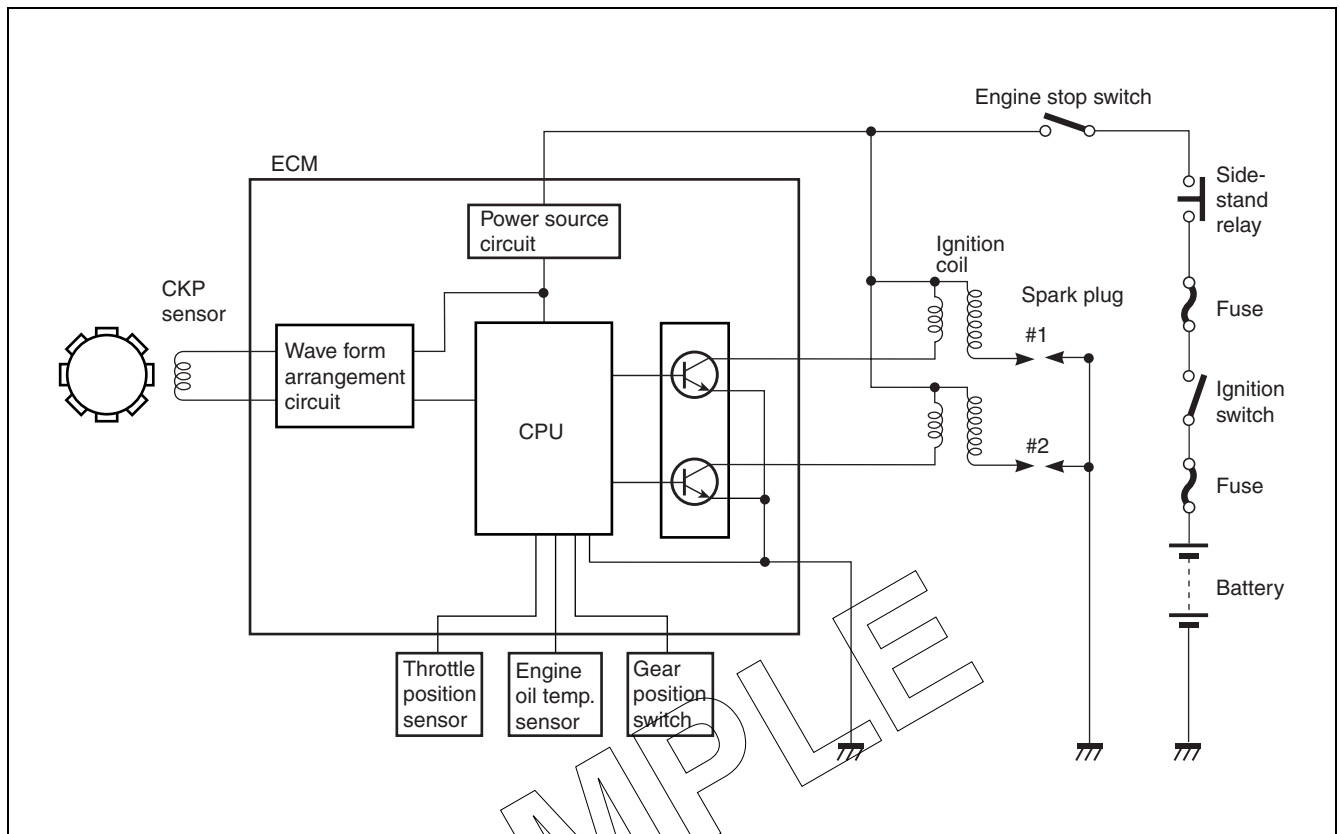 Engine stop switch
ECM
Side-
stand
relay
Power source
circuit
Ignition
coil
CKP
sensor
Spark plug
Fuse
#1
Wave form
arrangement
circuit
Ignition
switch
CPU
#2
Fuse
Battery
Throttle
position
sensor
Engine
oil temp.
sensor
Gear
position
switch
MPLE